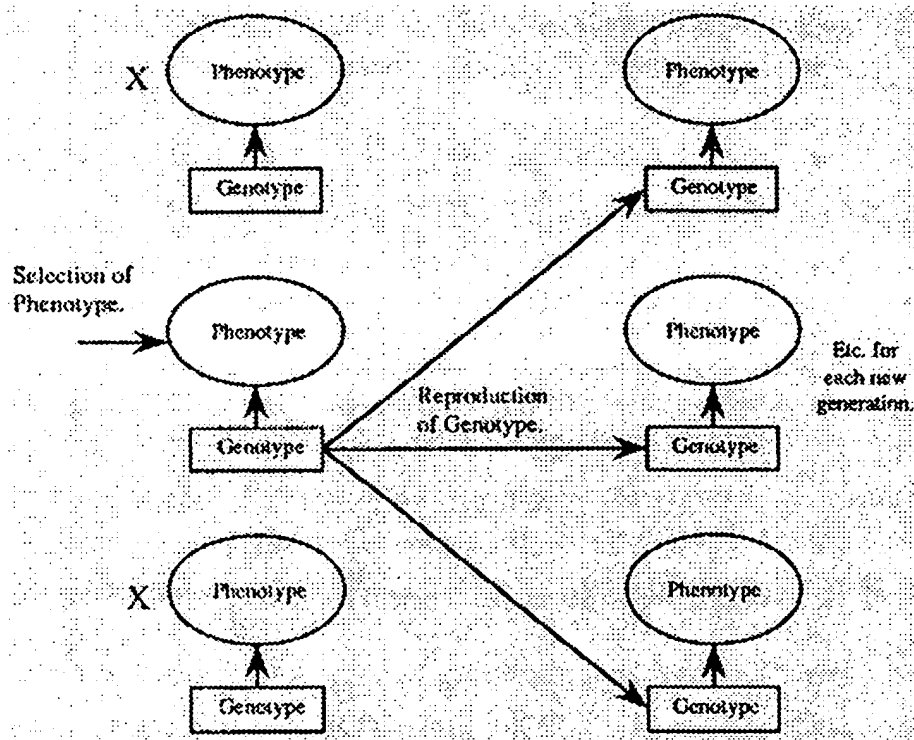 Phenotype
Phenotype
X
Genotype
Genotype
Selection of
Phenotype.
Phenotype
Phenotype
Etc. for
each new
generation.
Reproduction
of Genotype.
Genotype
Genotype
Phenotype
Phenotype
X
Genotype
Genotype